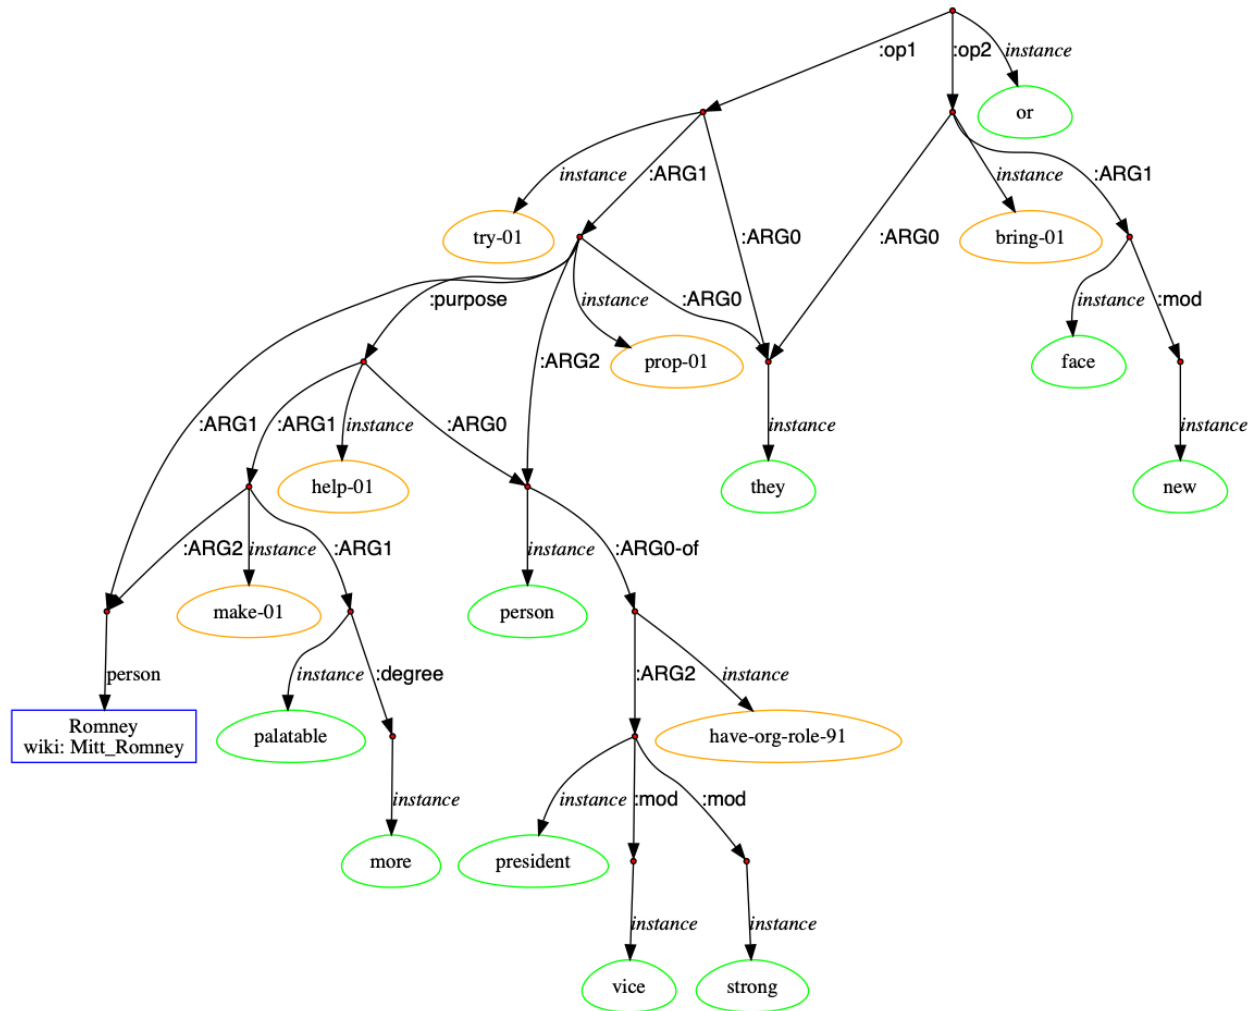 :op1 :op2 instance
or
instance :ARG1 :ARG0 :ARG0 instance :ARG1
try-01 bring-01
:purpose instance :ARG0 instance :mod
:ARG2 prop-01 face
:ARG1 :ARG1 instance :ARG0 instance instance
help-01 they new
:ARG2 instance :ARG1 instance :ARG0-of
make-01 person
person instance :degree :ARG2 instance
Romney
wiki: Mitt_Romney
palatable have-org-role-91
instance instance :mod :mod
more president
instance instance
vice strong